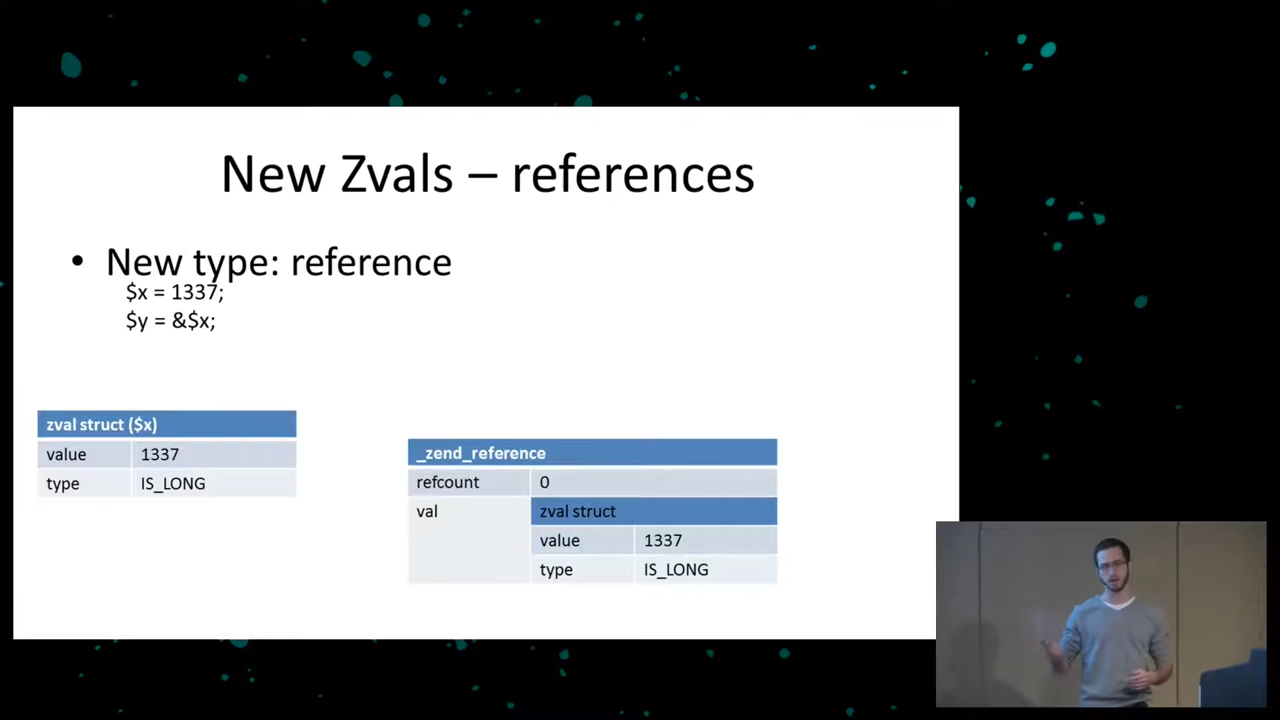 New Zvals – references
• New type: reference
$x = 1337;
$y = &$x;
zval struct ($x)
value 1337
type IS_LONG
_zend_reference
refcount 0
val zval struct
value 1337
type IS_LONG